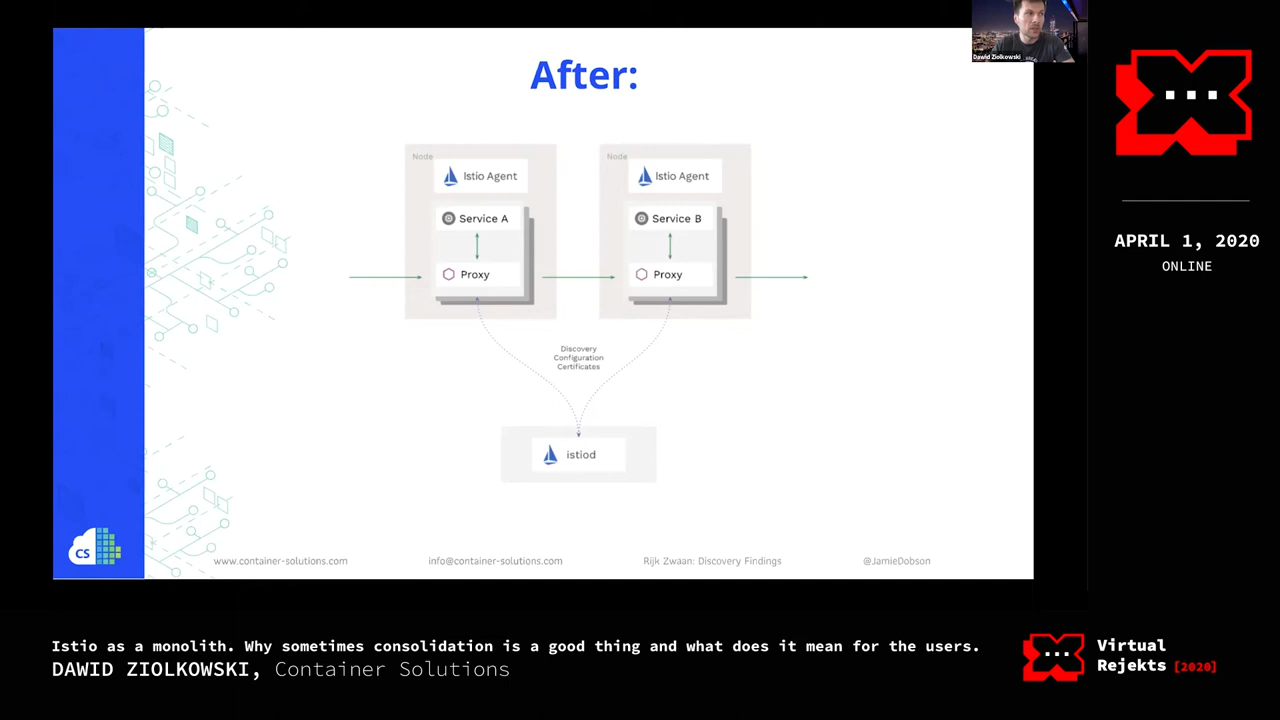 After:
Node
Istio Agent
Service A
Proxy
Node
Istio Agent
Service B
Proxy
Discovery
Configuration
Certificates
istiod
CS
www.container-solutions.com
info@container-solutions.com
Rijk Zwaan: Discovery Findings
@JamieDobson
Dawid Ziolkowski
APRIL 1, 2020
ONLINE
Istio as a monolith. Why sometimes consolidation is a good thing and what does it mean for the users.
DAWID ZIOLKOWSKI, Container Solutions
Virtual
Rejekts [2020]